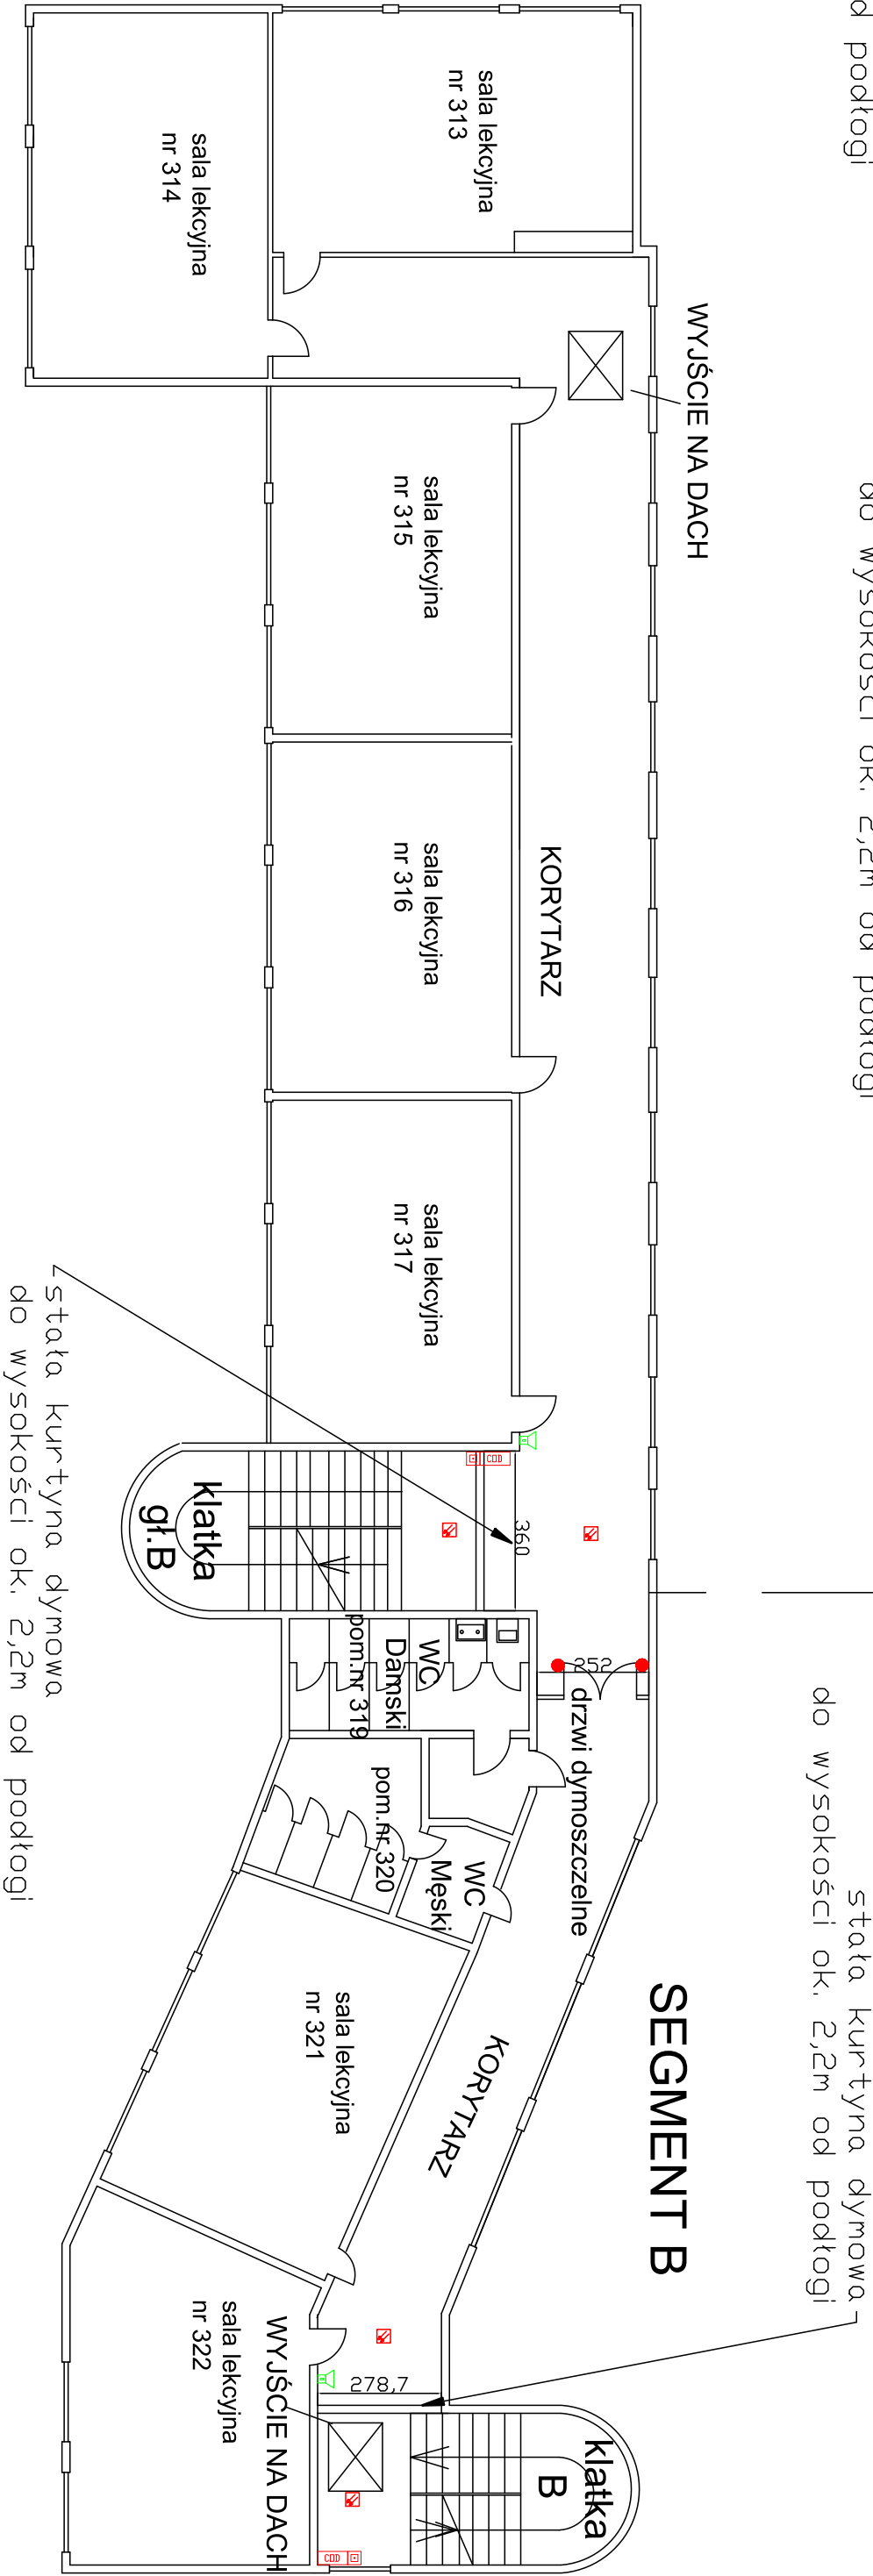 d podłogi
do wysokości ok. 2,2m od podłogi
stała kurtyna dymowa
do wysokości ok. 2,2m od podłogi
WYJŚCIE NA DACH
SEGMENT B
sala lekcyjna
nr 313
sala lekcyjna
nr 314
sala lekcyjna
nr 315
KORYTARZ
sala lekcyjna
nr 316
sala lekcyjna
nr 317
COD
360
klatka
gł.B
252
drzwi dymoszczelne
WC
Damski
pom.nr 319
pom.nr 320
WC
Męski
KORYTARZ
sala lekcyjna
nr 321
278,7
klatka
B
WYJŚCIE NA DACH
sala lekcyjna
nr 322
COD
stała kurtyna dymowa
do wysokości ok. 2,2m od podłogi